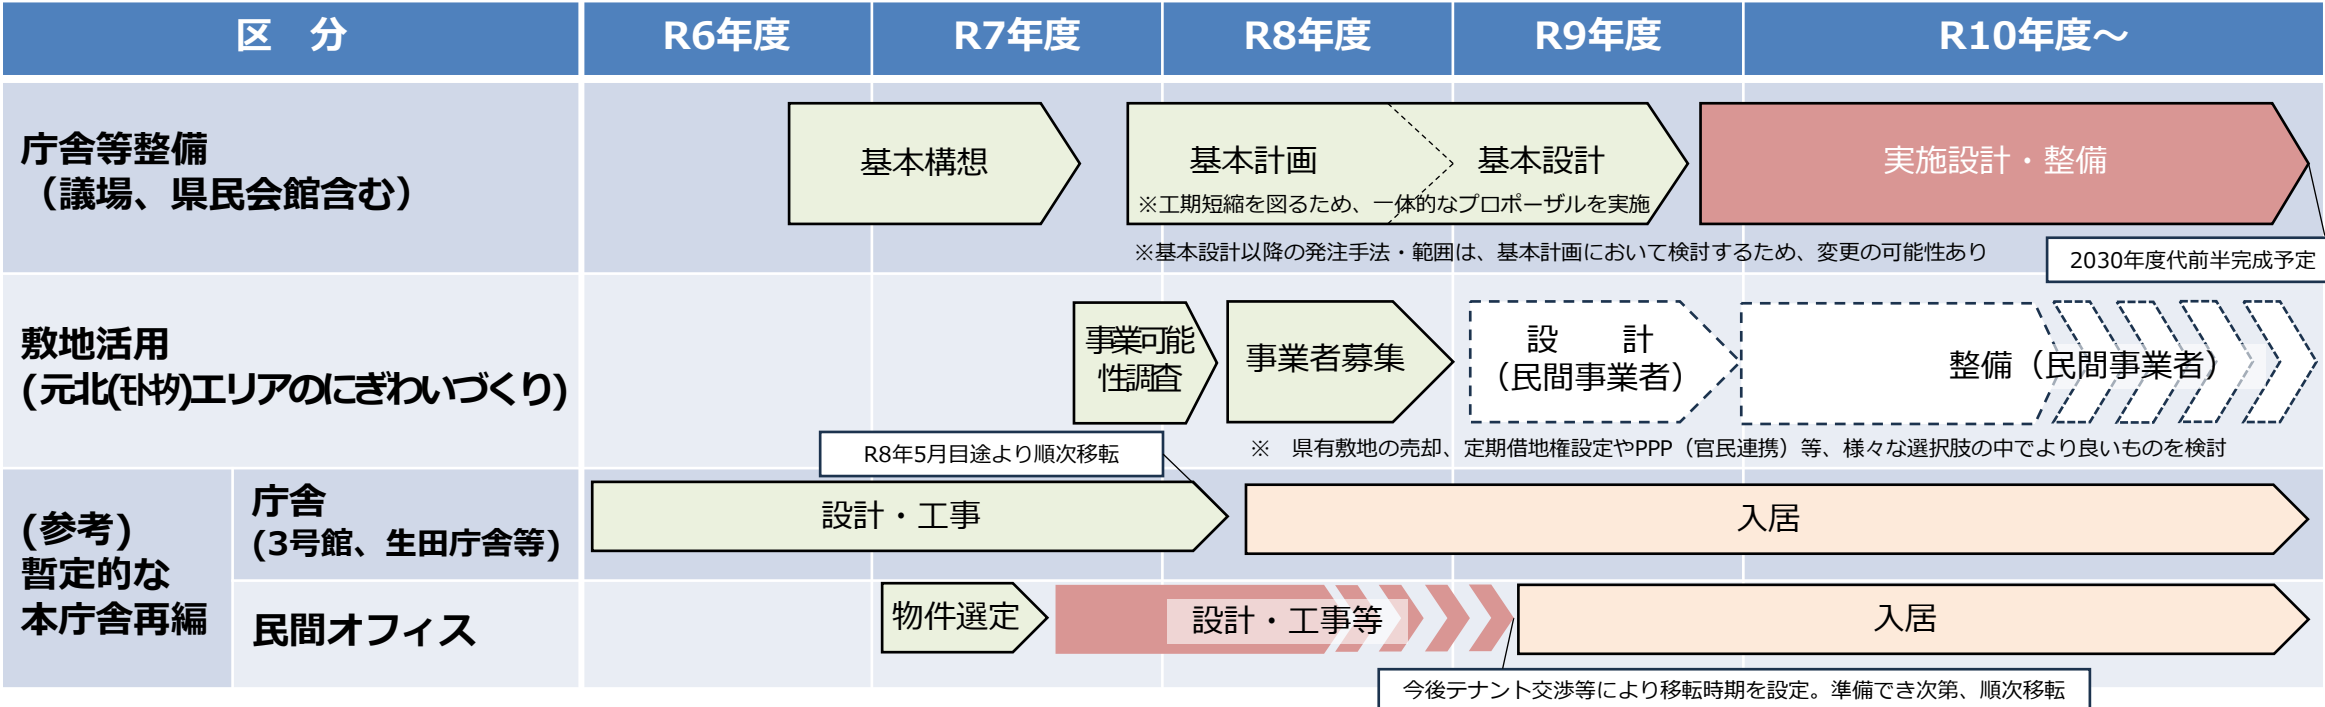 区　分
R6年度
R7年度
R8年度
R9年度
R10年度～
庁舎等整備
（議場、県民会館含む）
基本構想
基本計画
基本設計
※工期短縮を図るため、一体的なプロポーザルを実施
実施設計・整備
※基本設計以降の発注手法・範囲は、基本計画において検討するため、変更の可能性あり
2030年度代前半完成予定
敷地活用
(元北(ﾓﾄｷﾀ)エリアのにぎわいづくり)
事業可能
性調査
事業者募集
設　　計
（民間事業者）
整備（民間事業者）
※　県有敷地の売却、定期借地権設定やPPP（官民連携）等、様々な選択肢の中でより良いものを検討
R8年5月目途より順次移転
(参考)
暫定的な
本庁舎再編
庁舎
(3号館、生田庁舎等)
設計・工事
入居
民間オフィス
物件選定
設計・工事等
入居
今後テナント交渉等により移転時期を設定。準備でき次第、順次移転